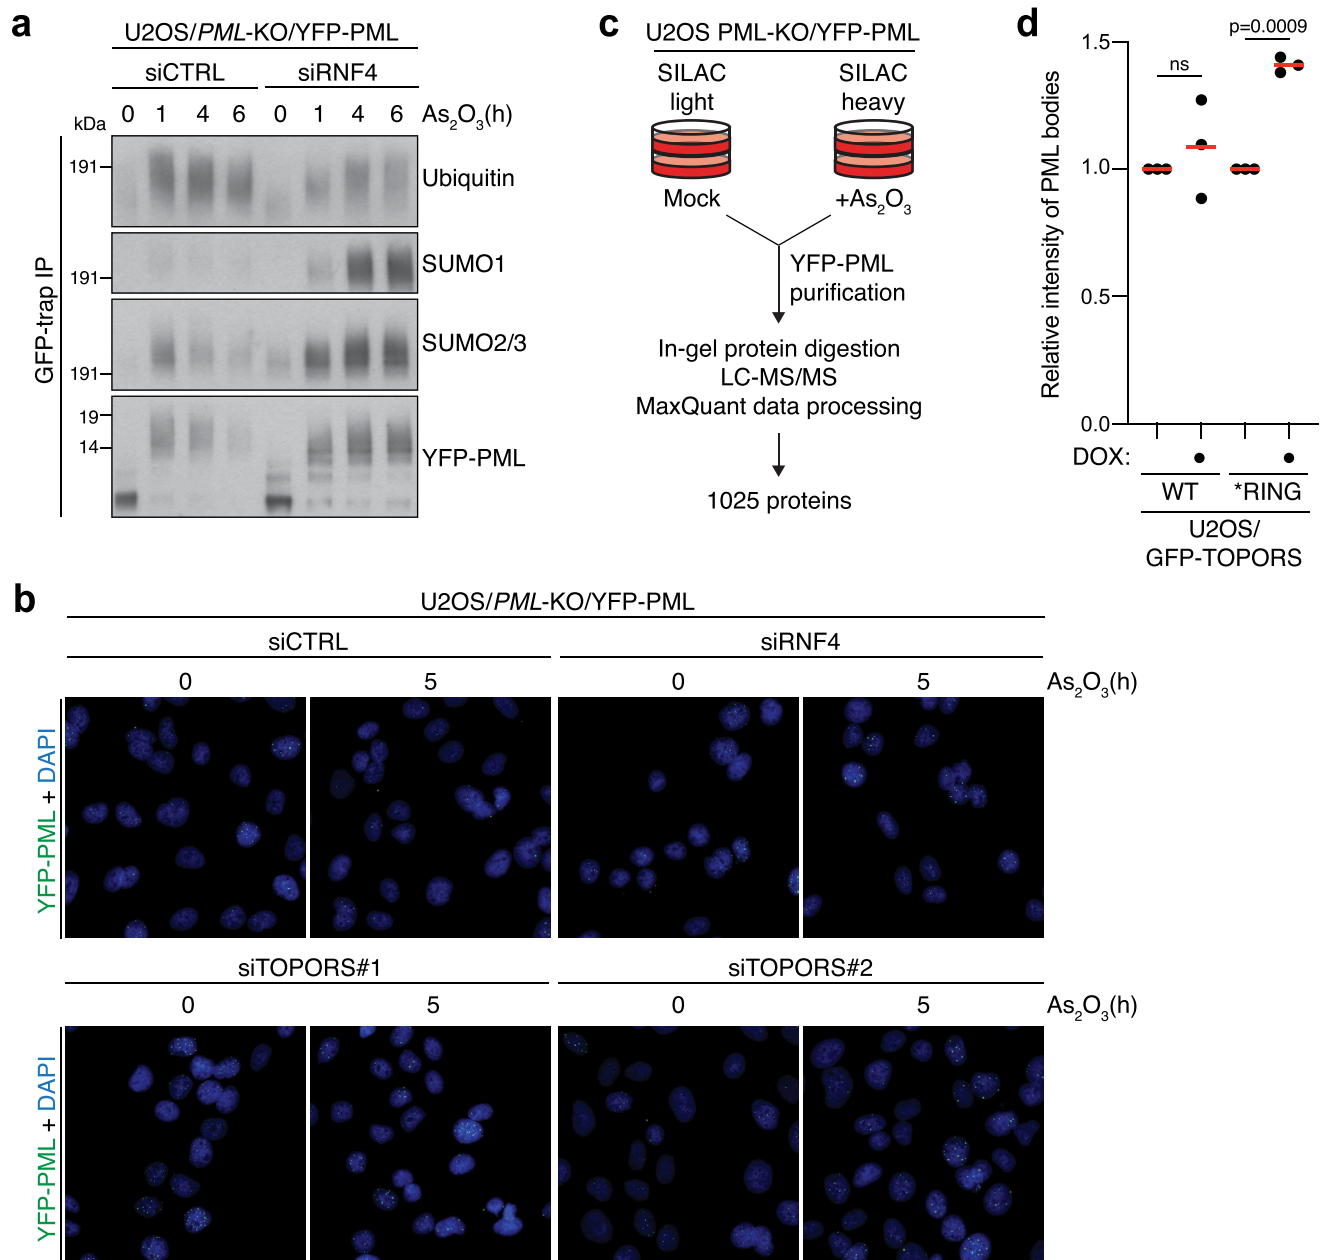 a
U2OS/PML-KO/YFP-PML
siCTRL siRNF4
0 1 4 6 0 1 4 6 As₂O₃(h)
kDa
GFP-trap IP
191 Ubiquitin
SUMO1
191
SUMO2/3
191
19
14
YFP-PML
c
U2OS PML-KO/YFP-PML
SILAC light
SILAC heavy
Mock
+As₂O₃
YFP-PML
purification
In-gel protein digestion
LC-MS/MS
MaxQuant data processing
1025 proteins
d
Relative intensity of PML bodies
1.5
1.0
0.5
0.0
ns
p=0.0009
DOX:
WT *RING
U2OS/
GFP-TOPORS
b
U2OS/PML-KO/YFP-PML
siCTRL siRNF4
0 5 0 5 As₂O₃(h)
YFP-PML + DAPI
siTOPORS#1 siTOPORS#2
0 5 0 5 As₂O₃(h)
YFP-PML + DAPI